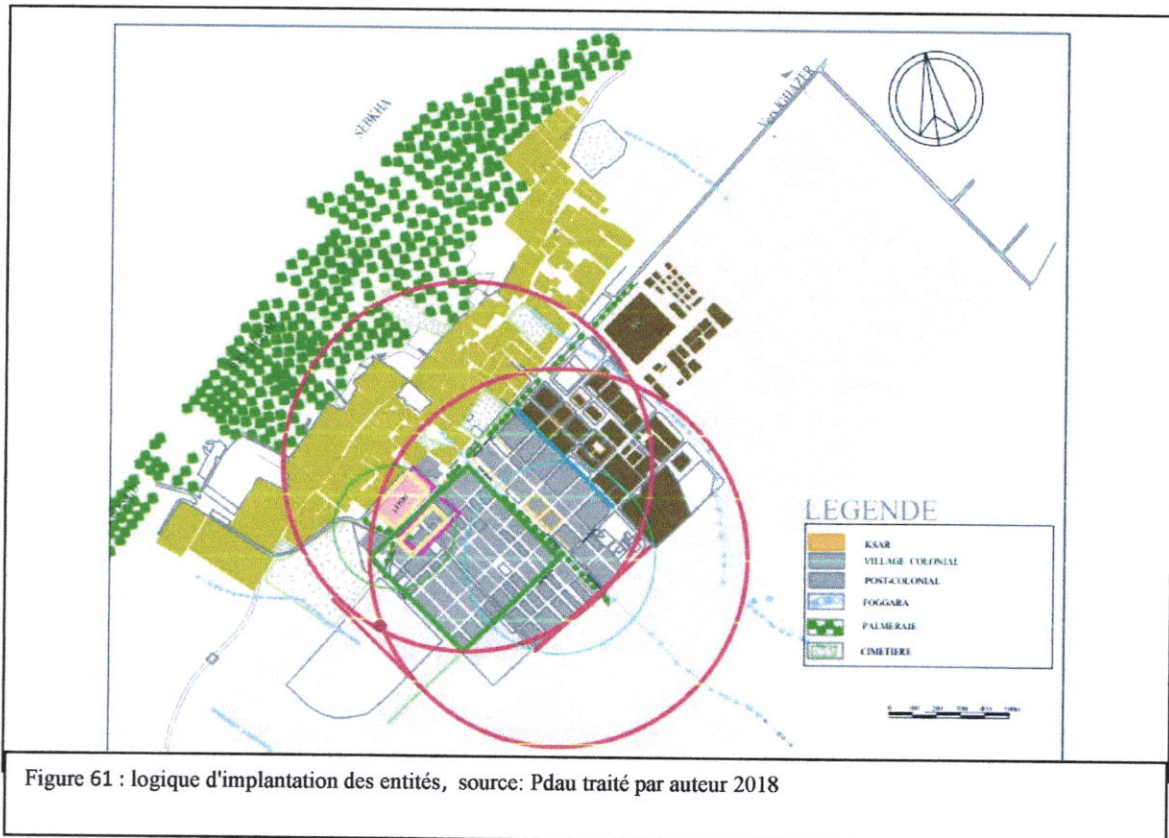 SEBKHA
Vers IGHAZER
LEGENDE
KSAR
VILLAGE COLONIAL
POST-COLONIAL
FOGGARA
PALMERAIE
CIMETIERE
Figure 61 : logique d'implantation des entités, source: Pdau traité par auteur 2018